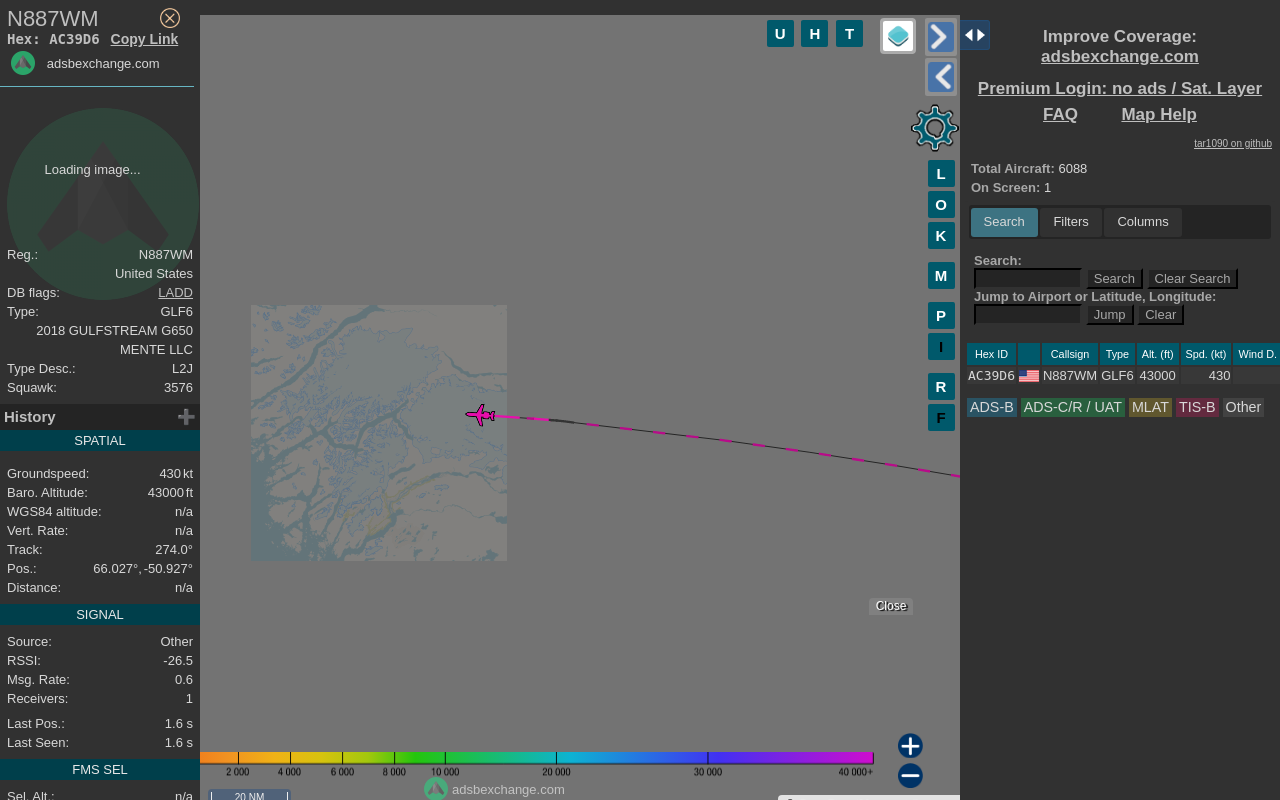 N887WM
Hex: AC39D6 Copy Link
adsbexchange.com
Loading image...
Reg.: N887WM
United States
DB flags: LADD
Type: GLF6
2018 GULFSTREAM G650
MENTE LLC
Type Desc.: L2J
Squawk: 3576
History
SPATIAL
Groundspeed: 430 kt
Baro. Altitude: 43000 ft
WGS84 altitude: n/a
Vert. Rate: n/a
Track: 274.0°
Pos.: 66.027°, -50.927°
Distance: n/a
SIGNAL
Source: Other
RSSI: -26.5
Msg. Rate: 0.6
Receivers: 1
Last Pos.: 1.6 s
Last Seen: 1.6 s
FMS SEL
Sel. Alt.: n/a
U H T
L
O
K
M
P
I
R
F
Close
2 000 4 000 6 000 8 000 10 000 20 000 30 000 40 000+
adsbexchange.com
20 NM
Improve Coverage:
adsbexchange.com
Premium Login: no ads / Sat. Layer
FAQ Map Help
tar1090 on github
Total Aircraft: 6088
On Screen: 1
Search Filters Columns
Search:
Search Clear Search
Jump to Airport or Latitude, Longitude:
Jump Clear
Hex ID Callsign Type Alt. (ft) Spd. (kt) Wind D.
AC39D6 N887WM GLF6 43000 430
ADS-B ADS-C/R / UAT MLAT TIS-B Other